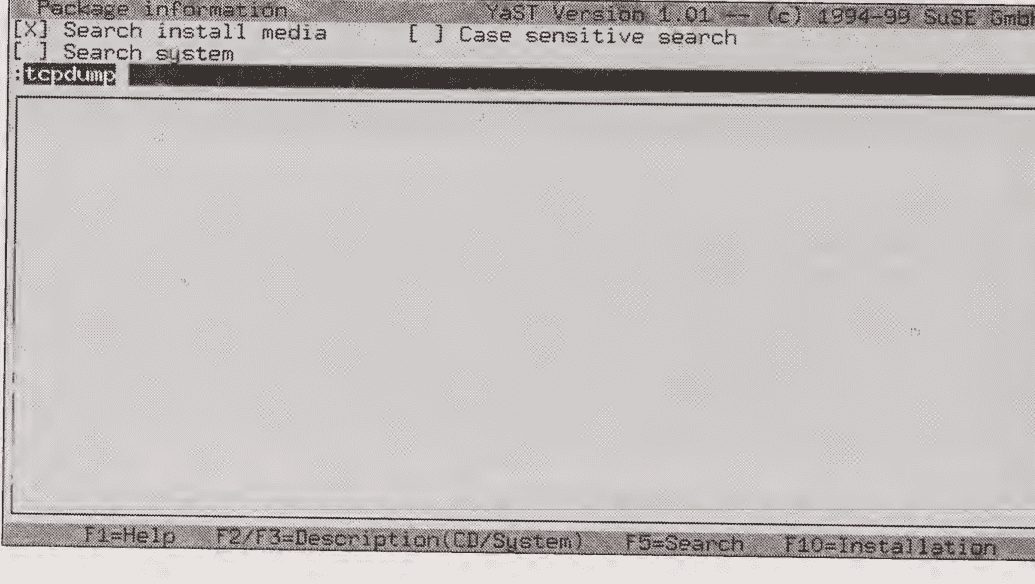 Package information YaST Version 1.01 -- (c) 1994-99 SuSE GmbH
[X] Search install media [ ] Case sensitive search
[ ] Search system
:tcpdump
F1=Help F2/F3=Description(CD/System) F5=Search F10=Installation